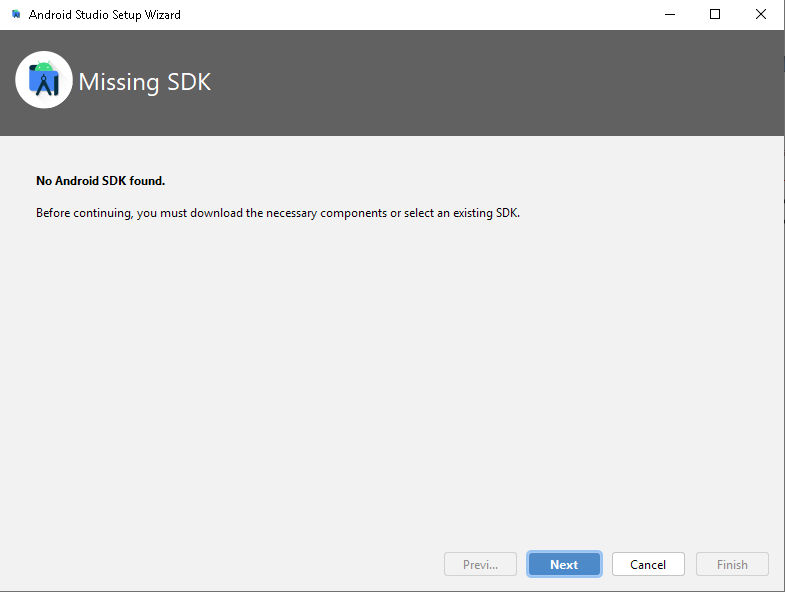 Android Studio Setup Wizard
Missing SDK
No Android SDK found.
Before continuing, you must download the necessary components or select an existing SDK.
Previ...
Next
Cancel
Finish